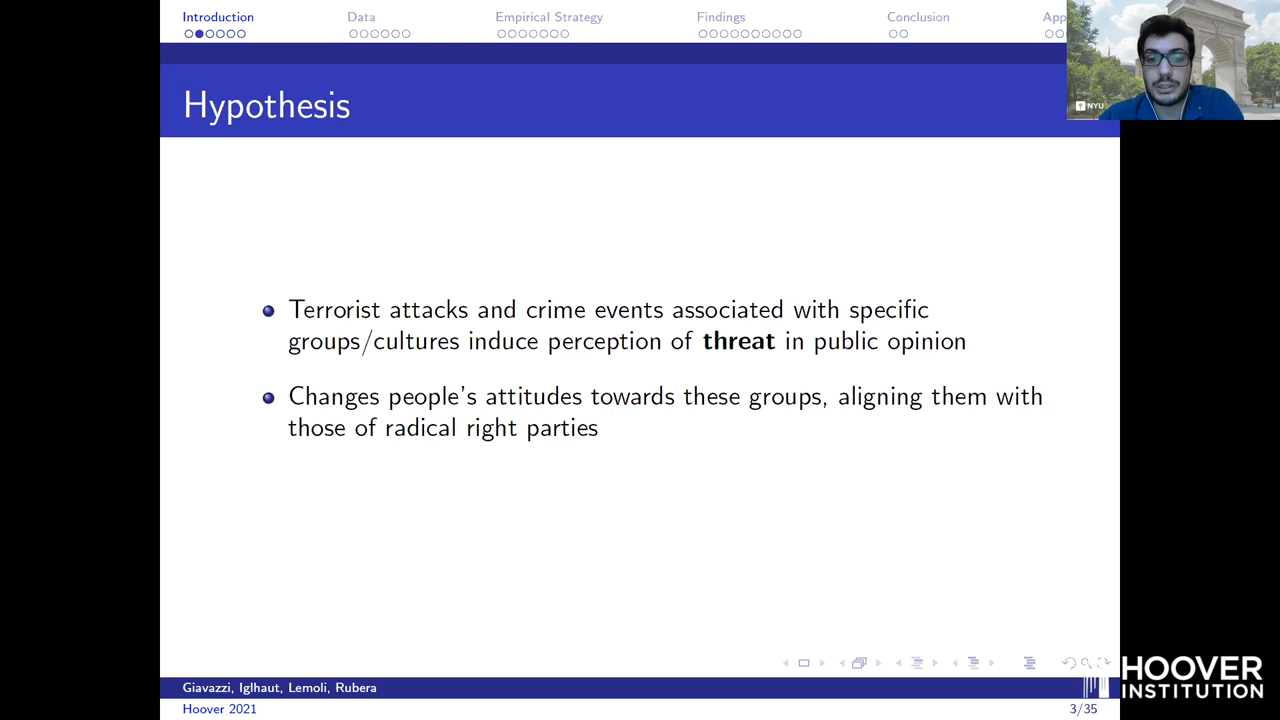 Introduction
Data
Empirical Strategy
Findings
Conclusion
App
NYU
Hypothesis
Terrorist attacks and crime events associated with specific
groups/cultures induce perception of threat in public opinion
Changes people's attitudes towards these groups, aligning them with
those of radical right parties
Giavazzi, Iglhaut, Lemoli, Rubera
Hoover 2021
3/35
HOOVER
INSTITUTION